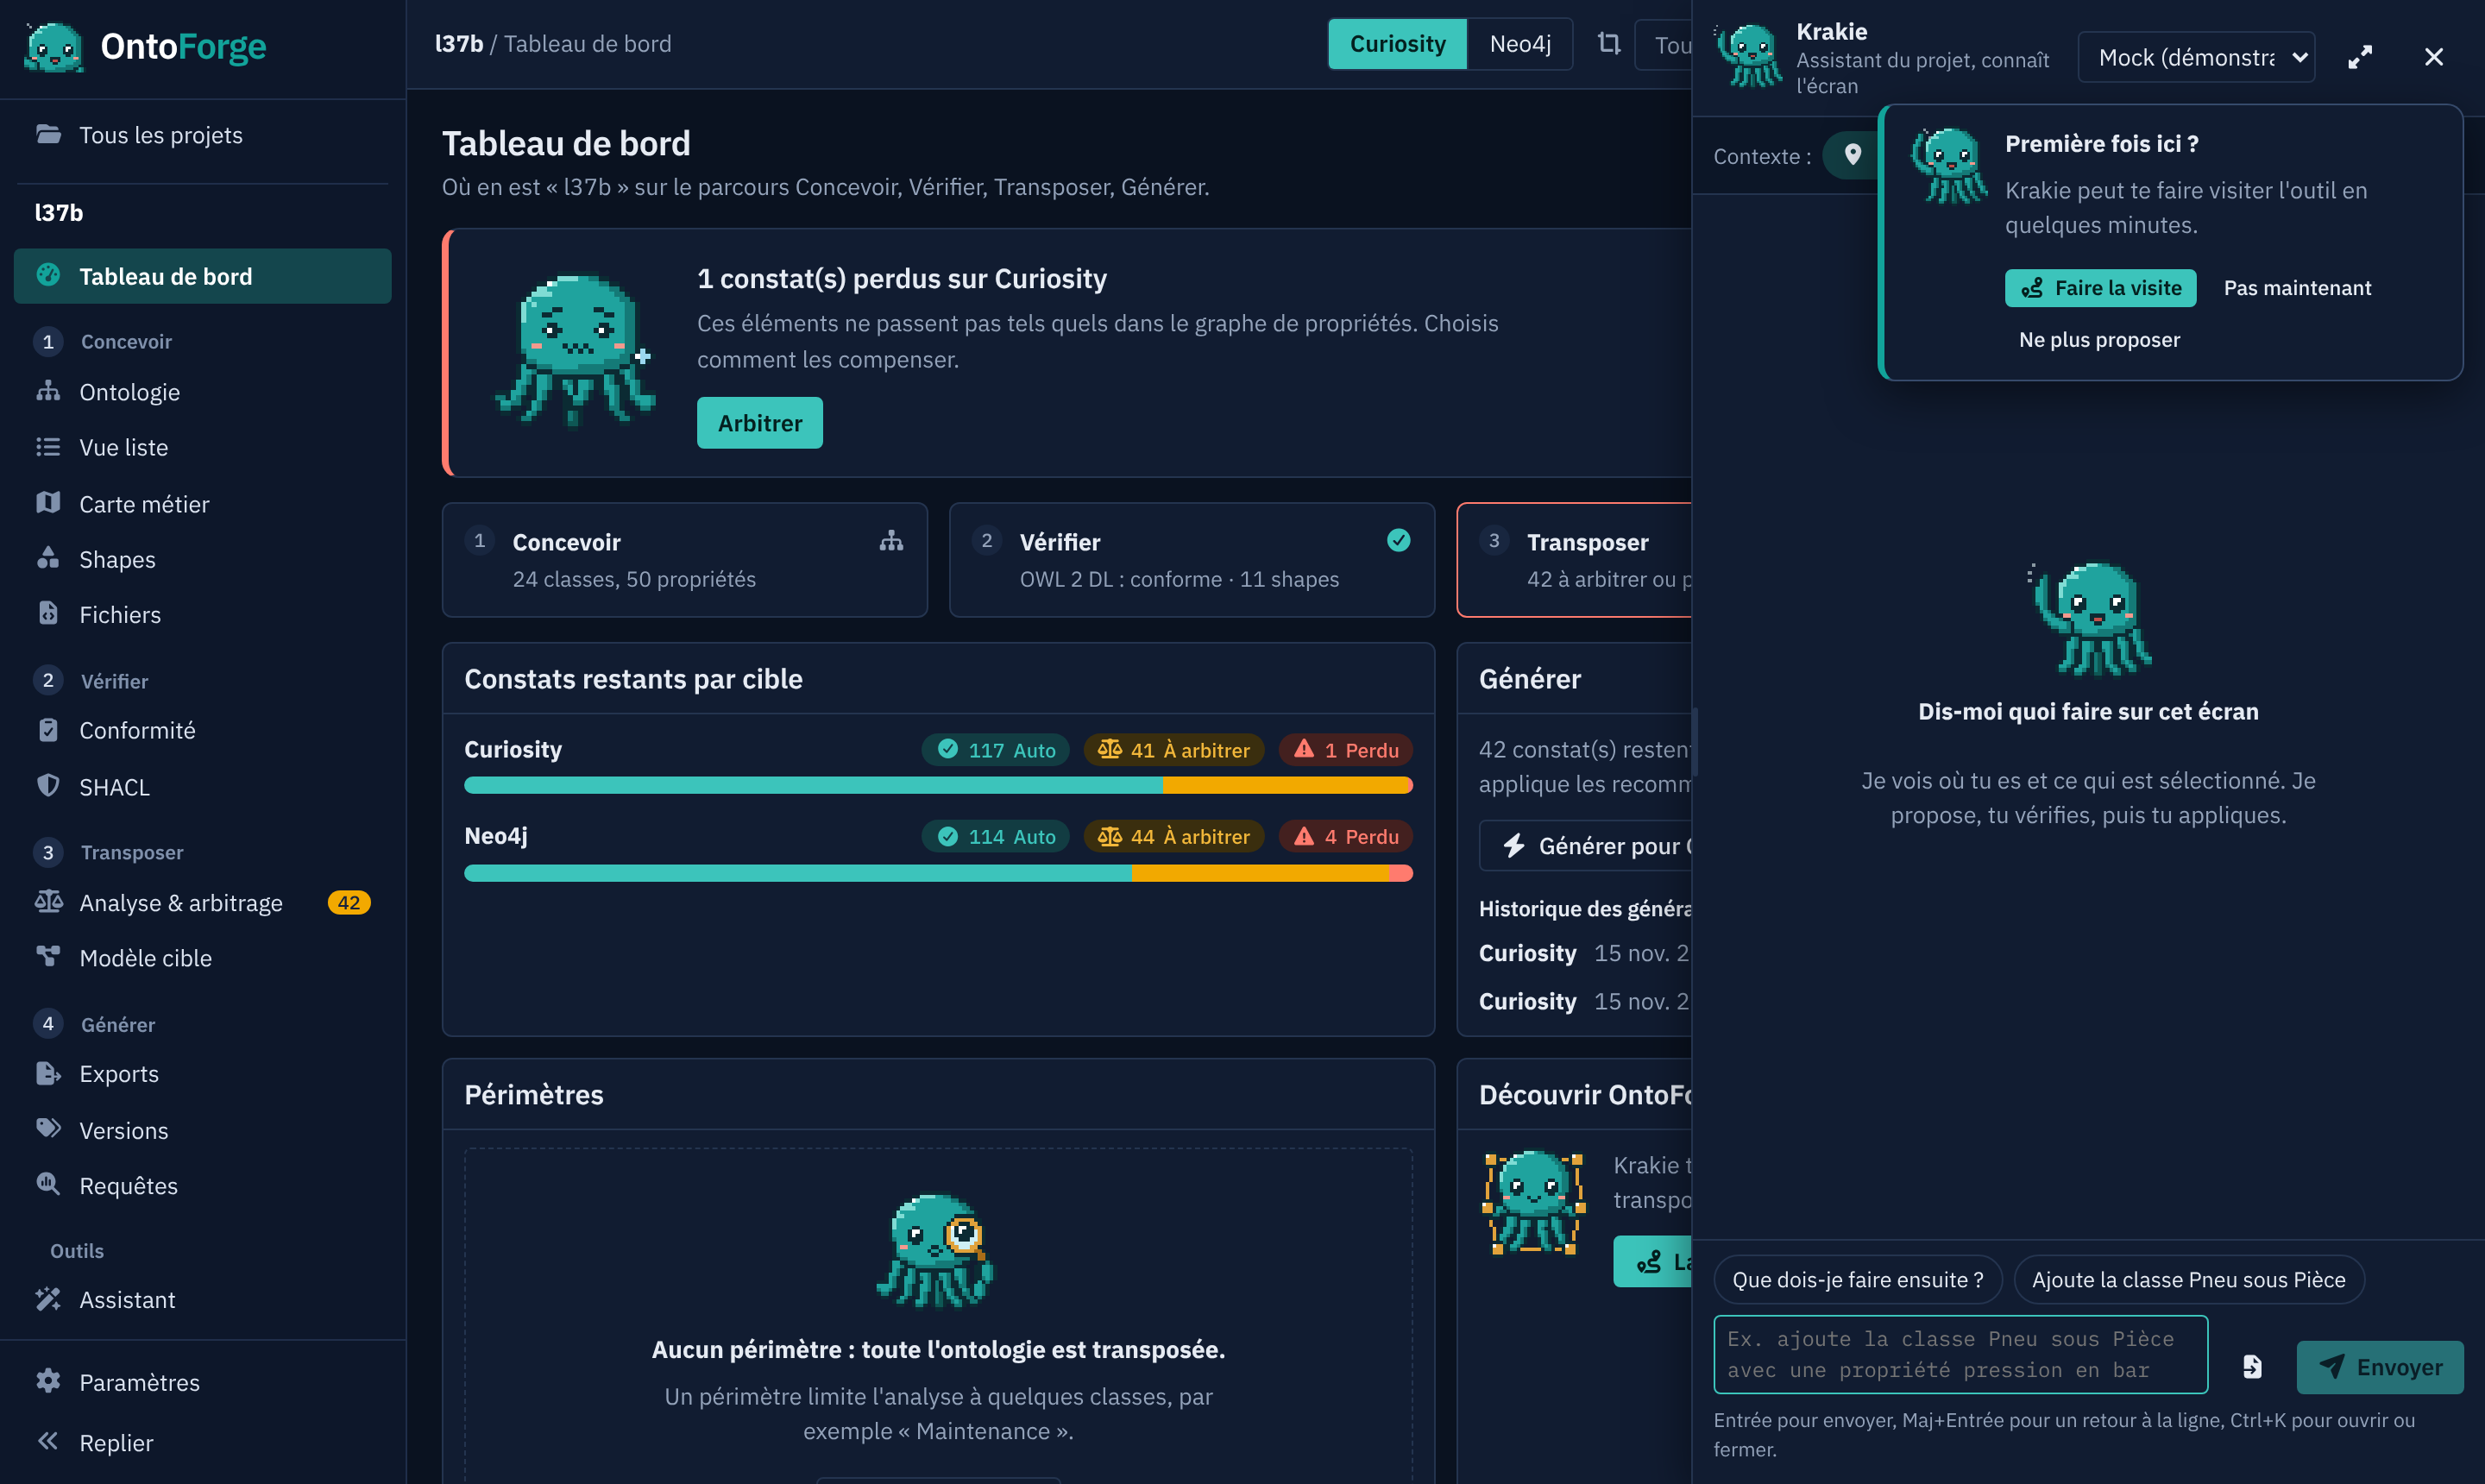 OntoForge
Tous les projets
l37b
Tableau de bord
1 Concevoir
Ontologie
Vue liste
Carte métier
Shapes
Fichiers
2 Vérifier
Conformité
SHACL
3 Transposer
Analyse & arbitrage 42
Modèle cible
4 Générer
Exports
Versions
Requêtes
Outils
Assistant
Paramètres
Replier
l37b / Tableau de bord
Curiosity Neo4j
Tou
Tableau de bord
Où en est « l37b » sur le parcours Concevoir, Vérifier, Transposer, Générer.
1 constat(s) perdus sur Curiosity
Ces éléments ne passent pas tels quels dans le graphe de propriétés. Choisis
comment les compenser.
Arbitrer
1 Concevoir
24 classes, 50 propriétés
2 Vérifier
OWL 2 DL : conforme · 11 shapes
3 Transposer
42 à arbitrer ou p
Constats restants par cible
Curiosity 117 Auto 41 À arbitrer 1 Perdu
Neo4j 114 Auto 44 À arbitrer 4 Perdu
Générer
42 constat(s) restent
applique les recomm
Générer pour C
Historique des généra
Curiosity 15 nov. 2
Curiosity 15 nov. 2
Périmètres
Aucun périmètre : toute l'ontologie est transposée.
Un périmètre limite l'analyse à quelques classes, par
exemple « Maintenance ».
Découvrir OntoFo
Krakie t
transpo
La
Krakie
Assistant du projet, connaît
l'écran
Mock (démonstra
Contexte :
Première fois ici ?
Krakie peut te faire visiter l'outil en
quelques minutes.
Faire la visite Pas maintenant
Ne plus proposer
Dis-moi quoi faire sur cet écran
Je vois où tu es et ce qui est sélectionné. Je
propose, tu vérifies, puis tu appliques.
Que dois-je faire ensuite ? Ajoute la classe Pneu sous Pièce
Ex. ajoute la classe Pneu sous Pièce
avec une propriété pression en bar
Envoyer
Entrée pour envoyer, Maj+Entrée pour un retour à la ligne, Ctrl+K pour ouvrir ou
fermer.